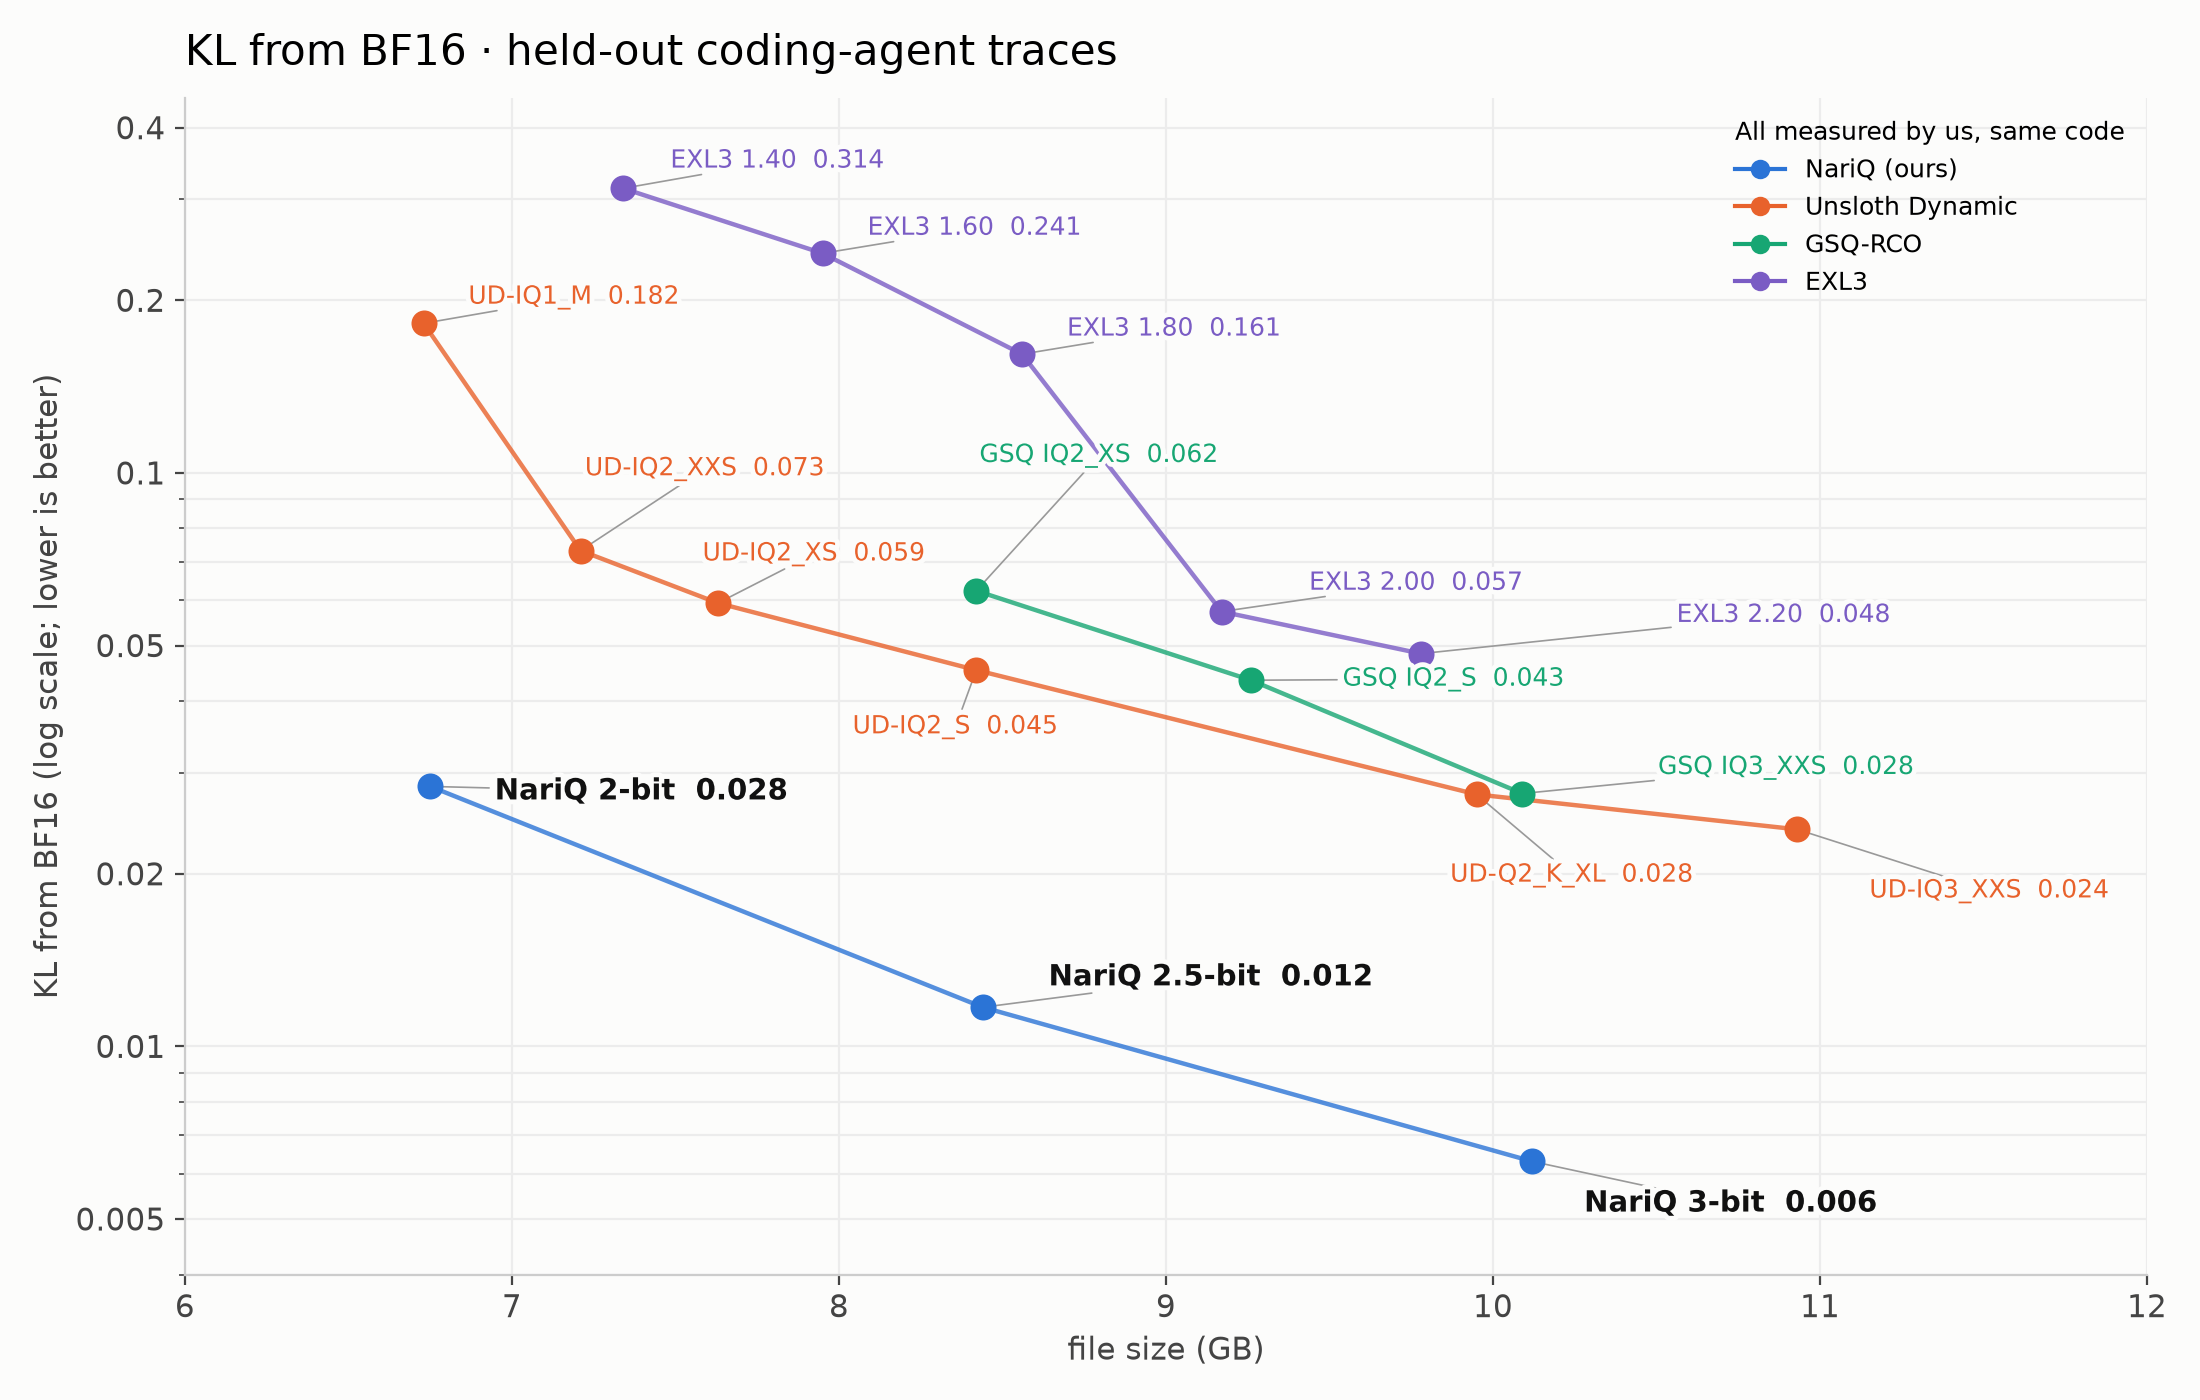 KL from BF16 · held-out coding-agent traces
KL from BF16 (log scale; lower is better)
0.4
0.2
0.1
0.05
0.02
0.01
0.005
All measured by us, same code
NariQ (ours)
Unsloth Dynamic
GSQ-RCO
EXL3
EXL3 1.40 0.314
EXL3 1.60 0.241
UD-IQ1_M 0.182
EXL3 1.80 0.161
GSQ IQ2_XS 0.062
UD-IQ2_XXS 0.073
UD-IQ2_XS 0.059
EXL3 2.00 0.057
EXL3 2.20 0.048
GSQ IQ2_S 0.043
UD-IQ2_S 0.045
GSQ IQ3_XXS 0.028
NariQ 2-bit 0.028
UD-Q2_K_XL 0.028
UD-IQ3_XXS 0.024
NariQ 2.5-bit 0.012
NariQ 3-bit 0.006
6 7 8 9 10 11 12
file size (GB)